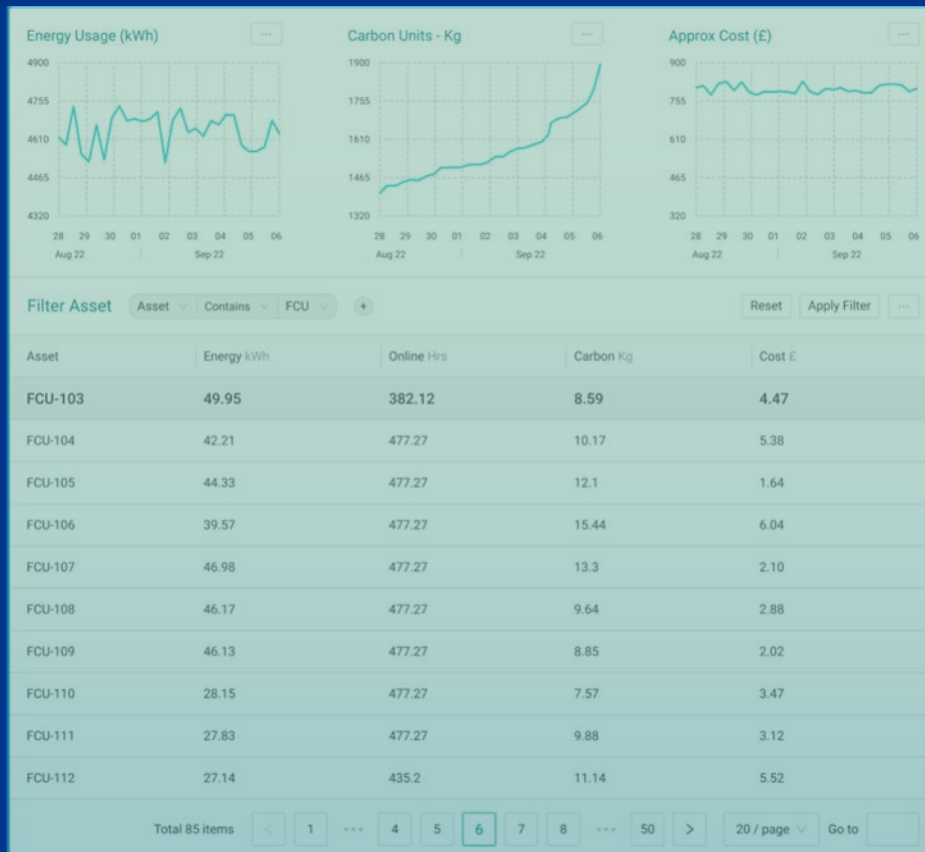 Energy Usage (kWh) ··· Carbon Units - Kg ··· Approx Cost (£) ···
4900 1900 900
4755 1755 755
4610 1610 610
4465 1465 465
4320 1320 320
28 29 30 01 02 03 04 05 06 28 29 30 01 02 03 04 05 06 28 29 30 01 02 03 04 05 06
Aug 22 Sep 22 Aug 22 Sep 22 Aug 22 Sep 22
Filter Asset Asset Contains FCU + Reset Apply Filter ···
Asset Energy kWh Online Hrs Carbon Kg Cost £
FCU-103 49.95 382.12 8.59 4.47
FCU-104 42.21 477.27 10.17 5.38
FCU-105 44.33 477.27 12.1 1.64
FCU-106 39.57 477.27 15.44 6.04
FCU-107 46.98 477.27 13.3 2.10
FCU-108 46.17 477.27 9.64 2.88
FCU-109 46.13 477.27 8.85 2.02
FCU-110 28.15 477.27 7.57 3.47
FCU-111 27.83 477.27 9.88 3.12
FCU-112 27.14 435.2 11.14 5.52
Total 85 items < 1 ··· 4 5 6 7 8 ··· 50 > 20 / page Go to